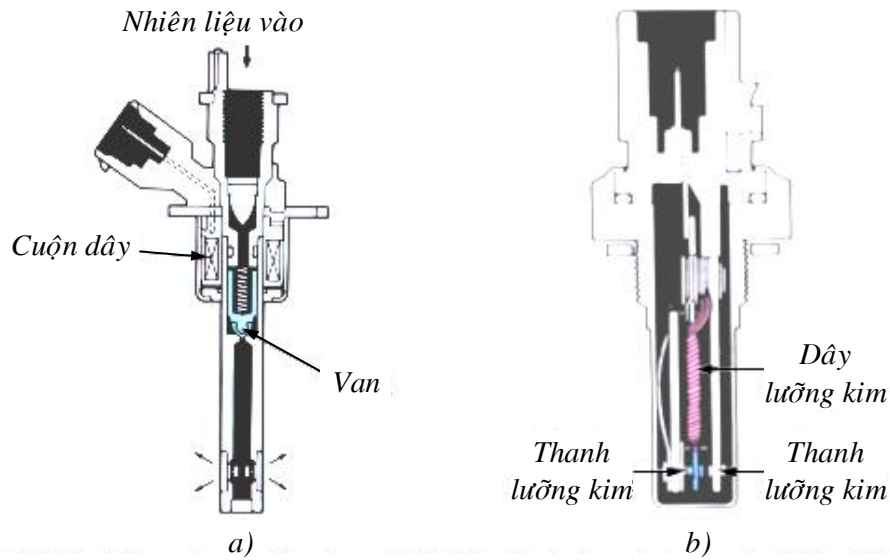 Nhiên liệu vào
Cuộn dây
Van
a)
Dây
lưỡng kim
Thanh
lưỡng kim
Thanh
lưỡng kim
b)